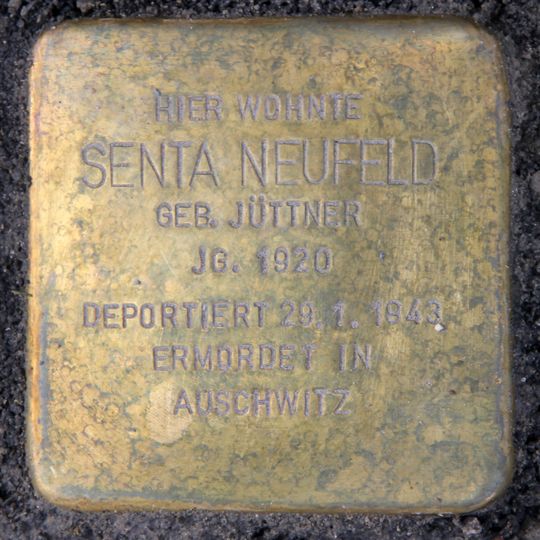 HIER WOHNTE
SENTA NEUFELD
GEB. JÜTTNER
JG. 1920
DEPORTIERT 29.1.1943
ERMORDET IN
AUSCHWITZ